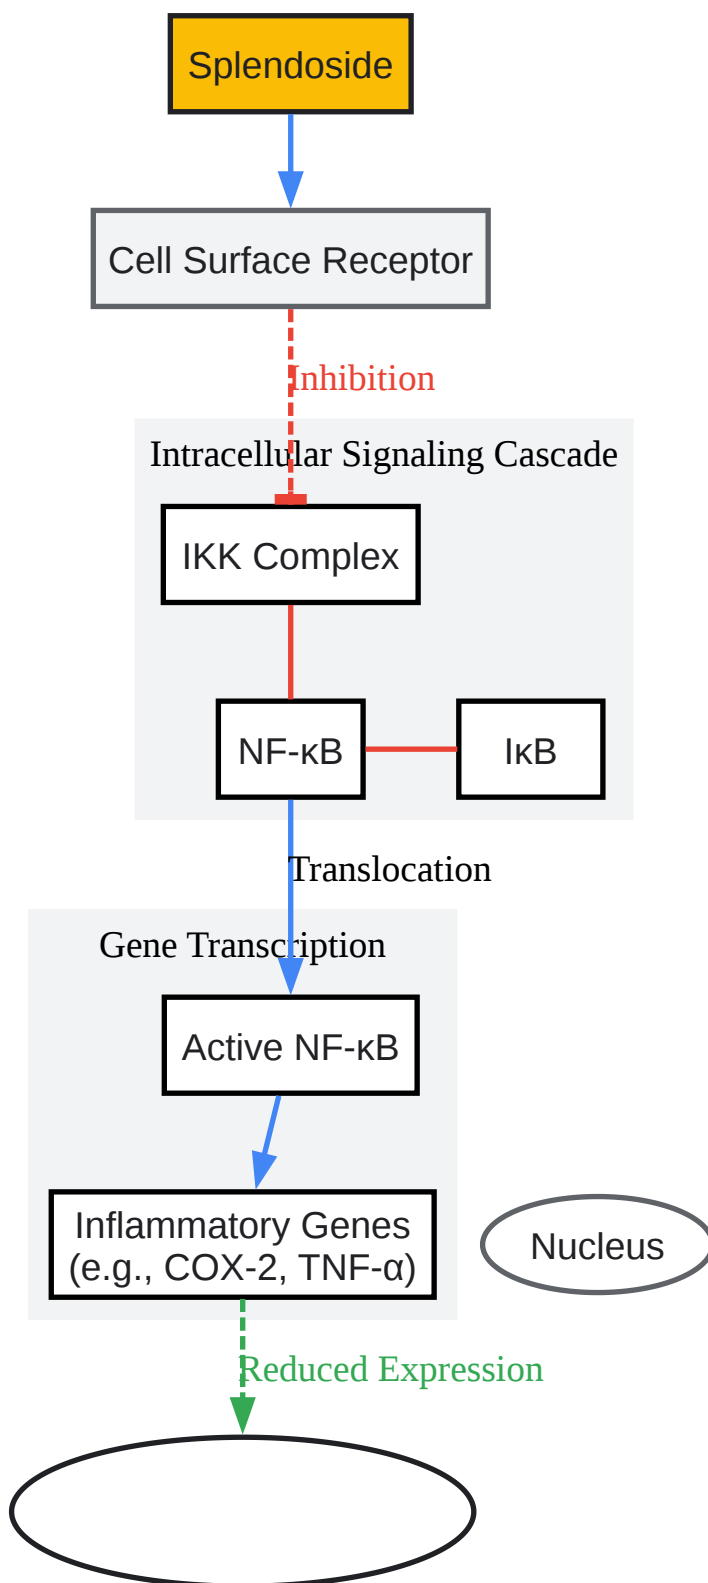 Splendoside
Cell Surface Receptor
Inhibition
Intracellular Signaling Cascade
IKK Complex
NF-κB
IκB
Translocation
Gene Transcription
Active NF-κB
Inflammatory Genes
(e.g., COX-2, TNF-α)
Nucleus
Reduced Expression